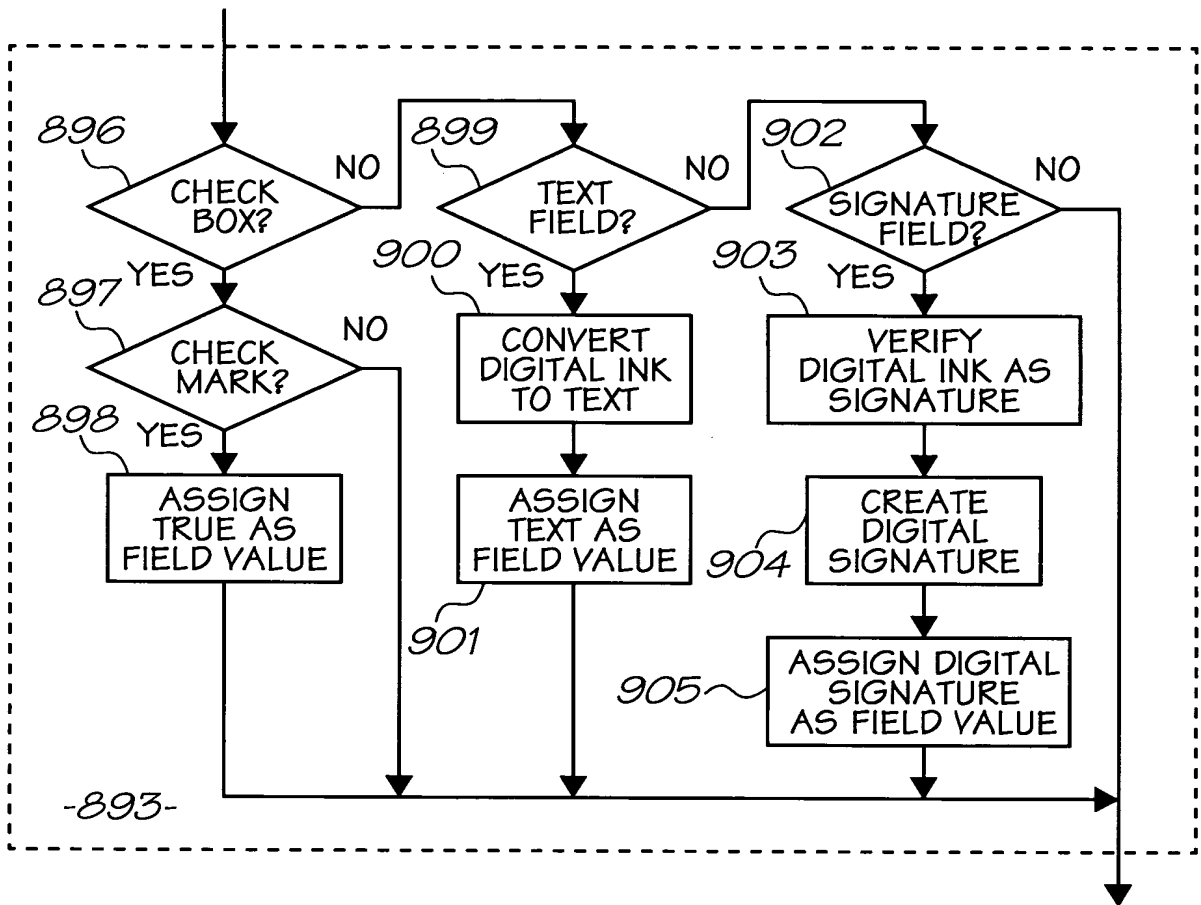 896
CHECK
BOX?
NO
YES
897
CHECK
MARK?
NO
YES
898
ASSIGN
TRUE AS
FIELD VALUE
899
TEXT
FIELD?
NO
900
YES
CONVERT
DIGITAL INK
TO TEXT
ASSIGN
TEXT AS
FIELD VALUE
901
902
SIGNATURE
FIELD?
NO
903
YES
VERIFY
DIGITAL INK AS
SIGNATURE
CREATE
DIGITAL
SIGNATURE
904
905
ASSIGN DIGITAL
SIGNATURE
AS FIELD VALUE
-893-